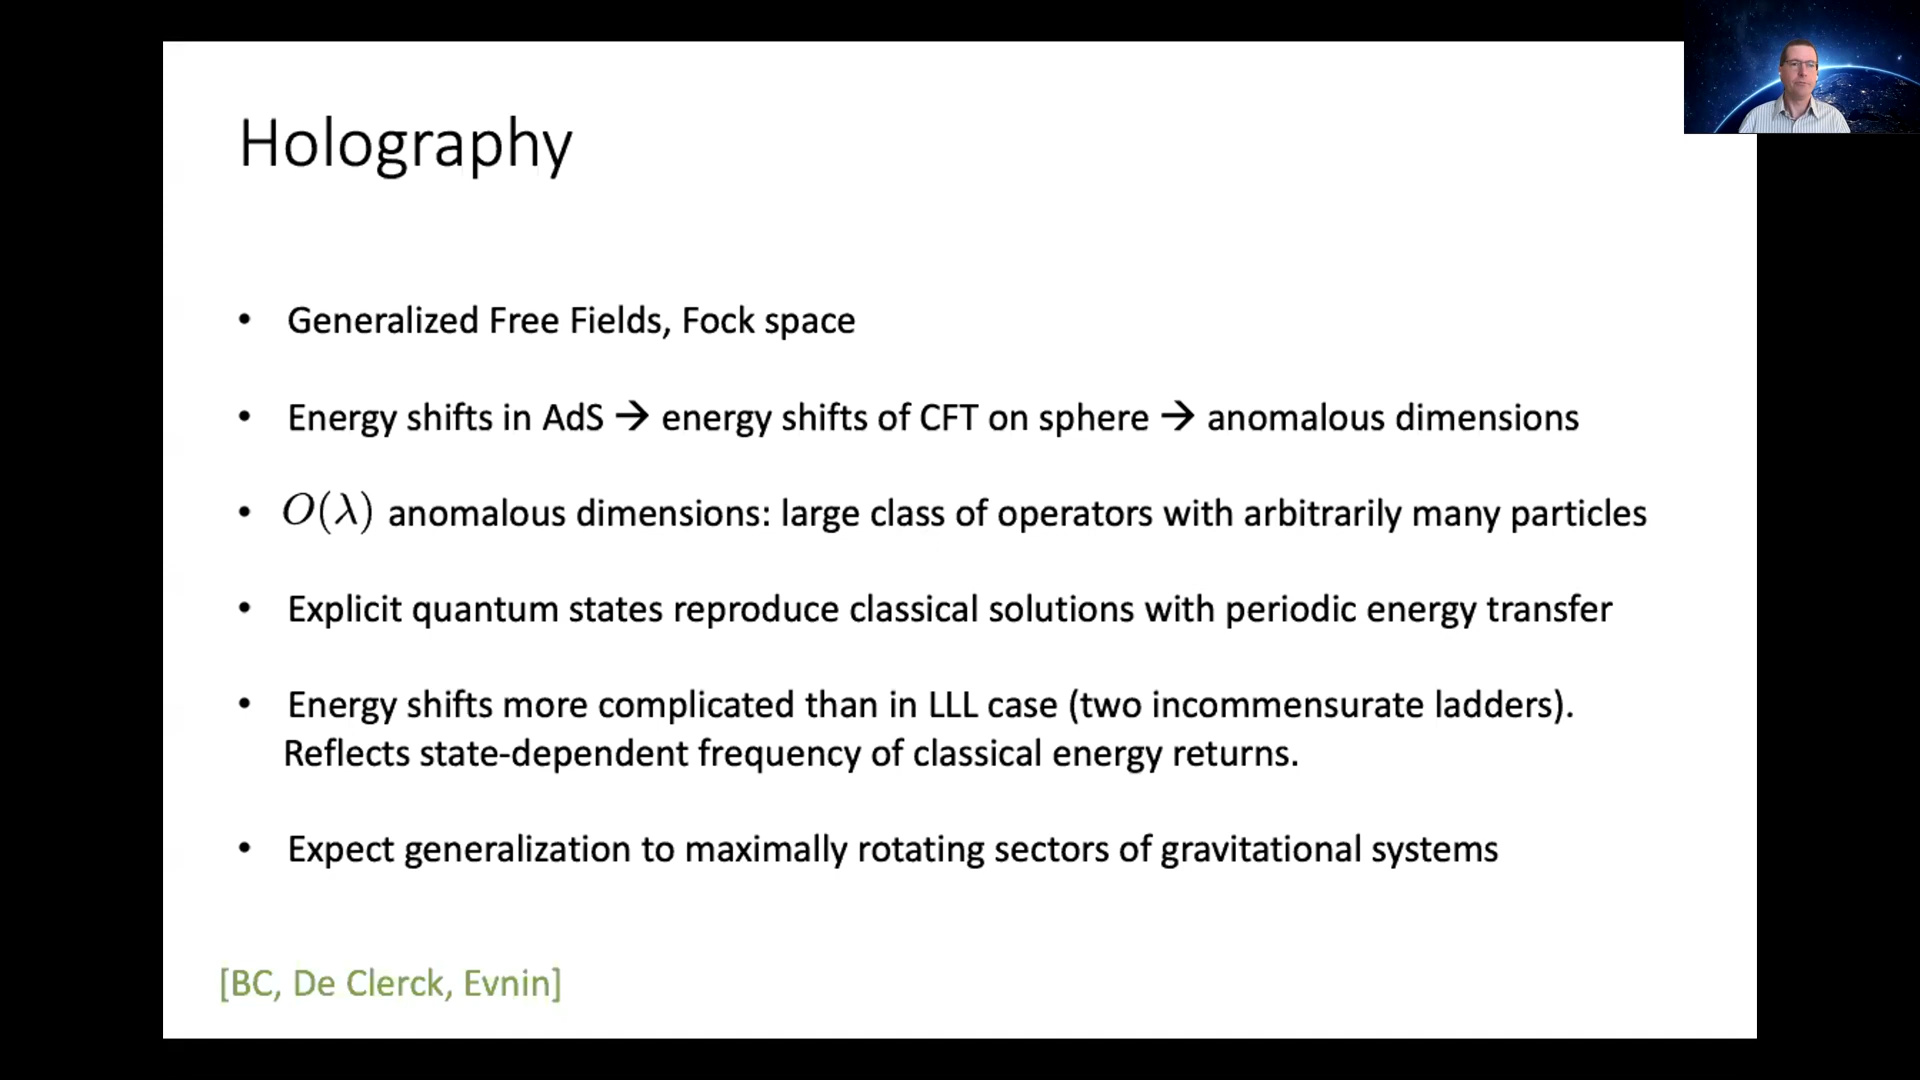 Holography
• Generalized Free Fields, Fock space
• Energy shifts in AdS → energy shifts of CFT on sphere → anomalous dimensions
• O(λ) anomalous dimensions: large class of operators with arbitrarily many particles
• Explicit quantum states reproduce classical solutions with periodic energy transfer
• Energy shifts more complicated than in LLL case (two incommensurate ladders).
Reflects state-dependent frequency of classical energy returns.
• Expect generalization to maximally rotating sectors of gravitational systems
[BC, De Clerck, Evnin]